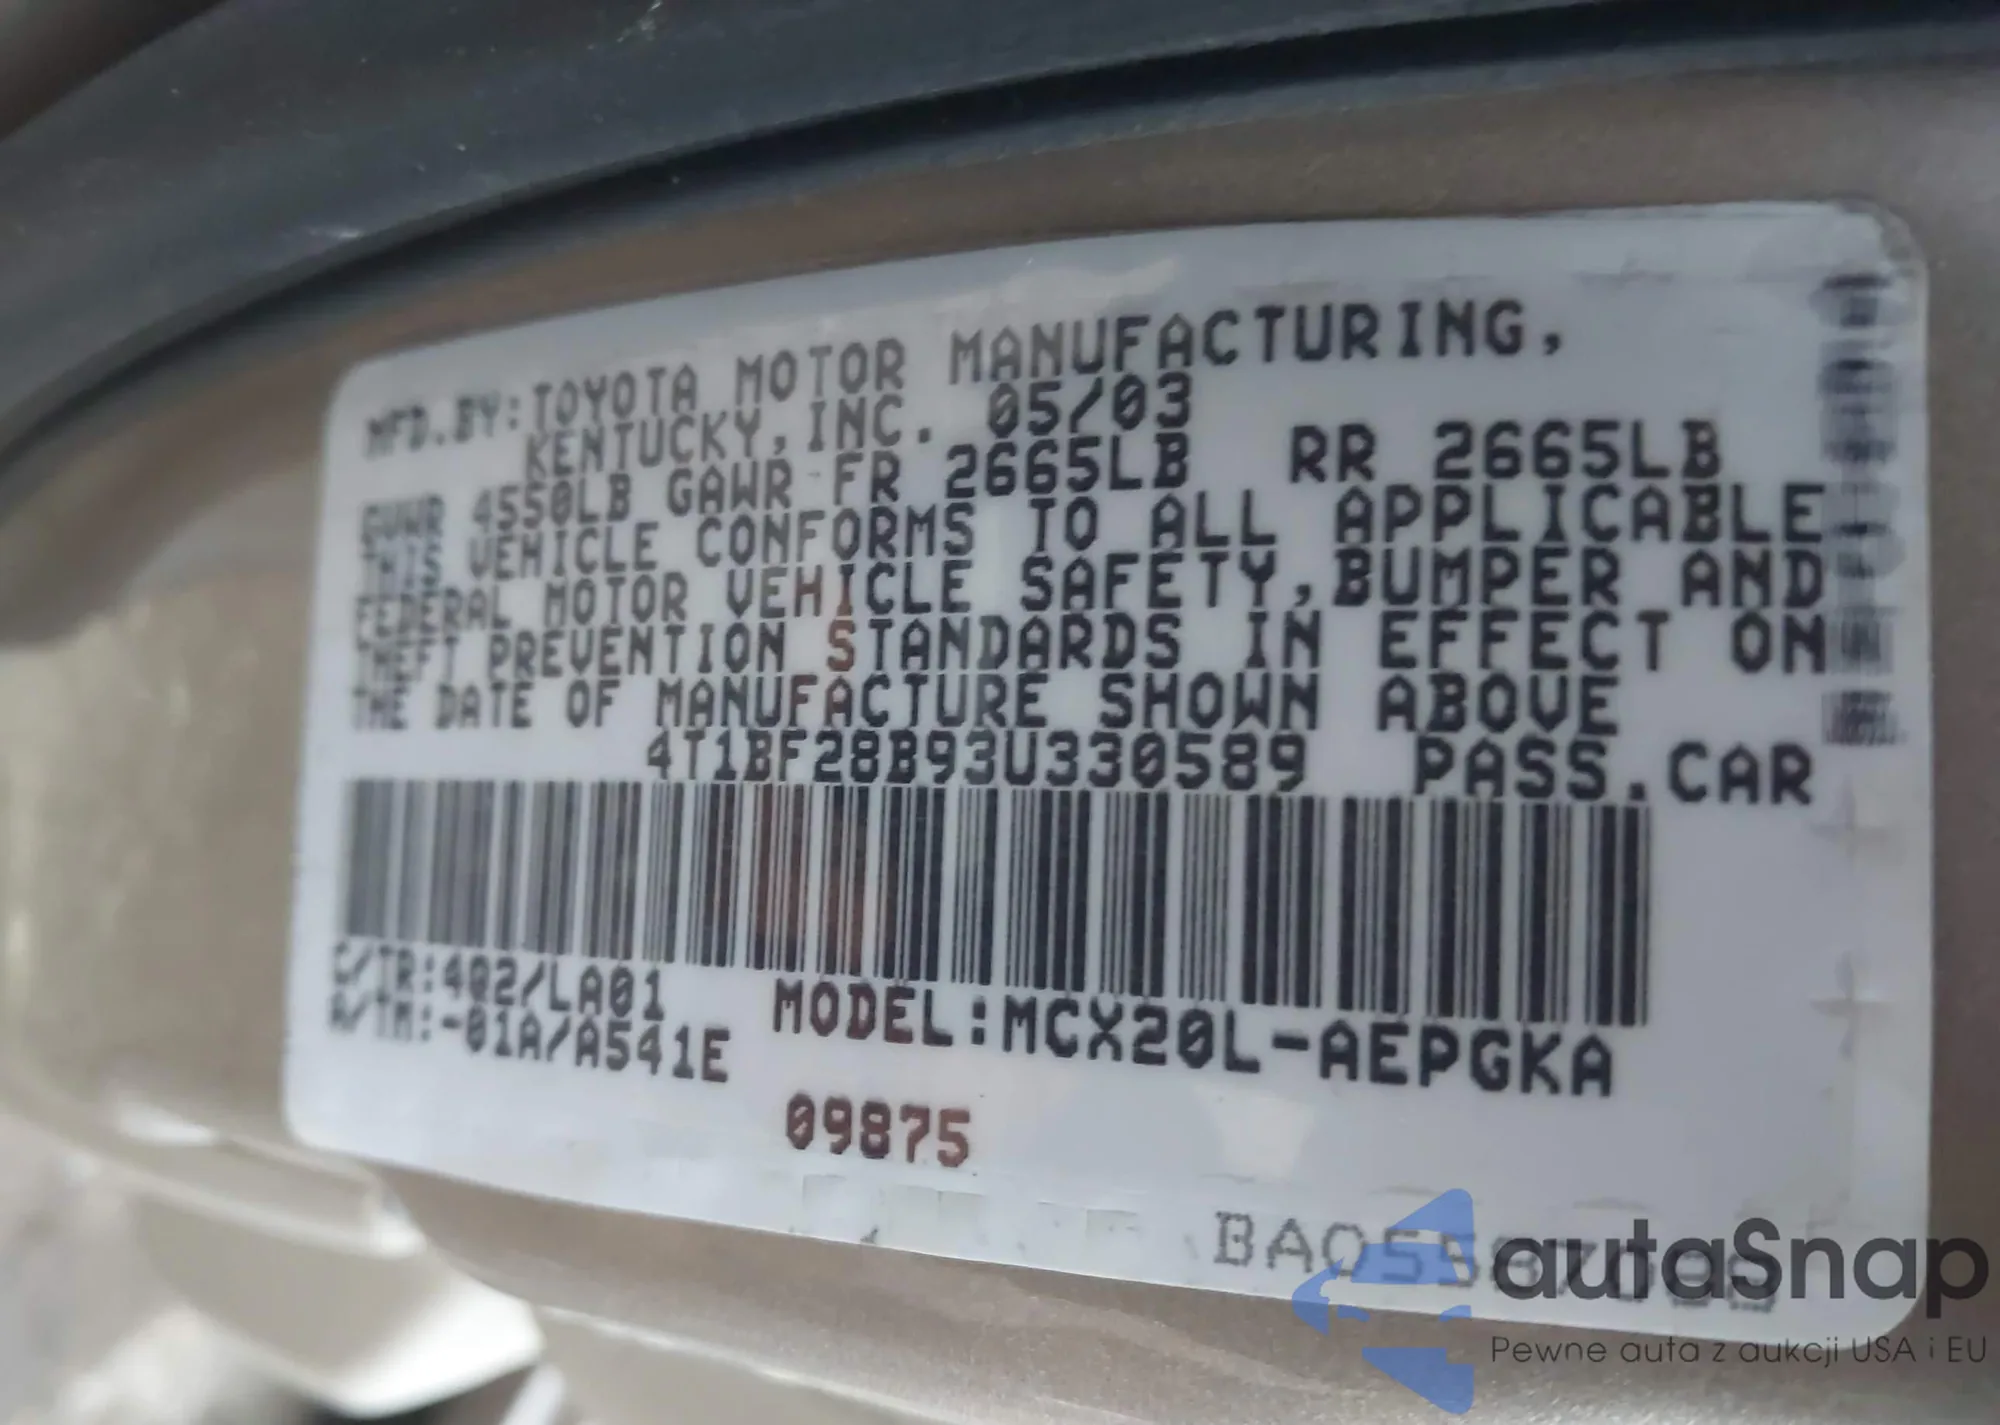 MFD.BY:TOYOTA MOTOR MANUFACTURING,
KENTUCKY,INC. 05/03
GVWR 4550LB GAWR FR 2665LB RR 2665LB
THIS VEHICLE CONFORMS TO ALL APPLICABLE
FEDERAL MOTOR VEHICLE SAFETY,BUMPER AND
THEFT PREVENTION STANDARDS IN EFFECT ON
THE DATE OF MANUFACTURE SHOWN ABOVE
4T1BF28B93U330589 PASS.CAR
C/TR:402/LA01
A/TM:-01A/A541E
MODEL:MCX20L-AEPGKA
09875
autaSnap
Pewne auta z aukcji USA i EU